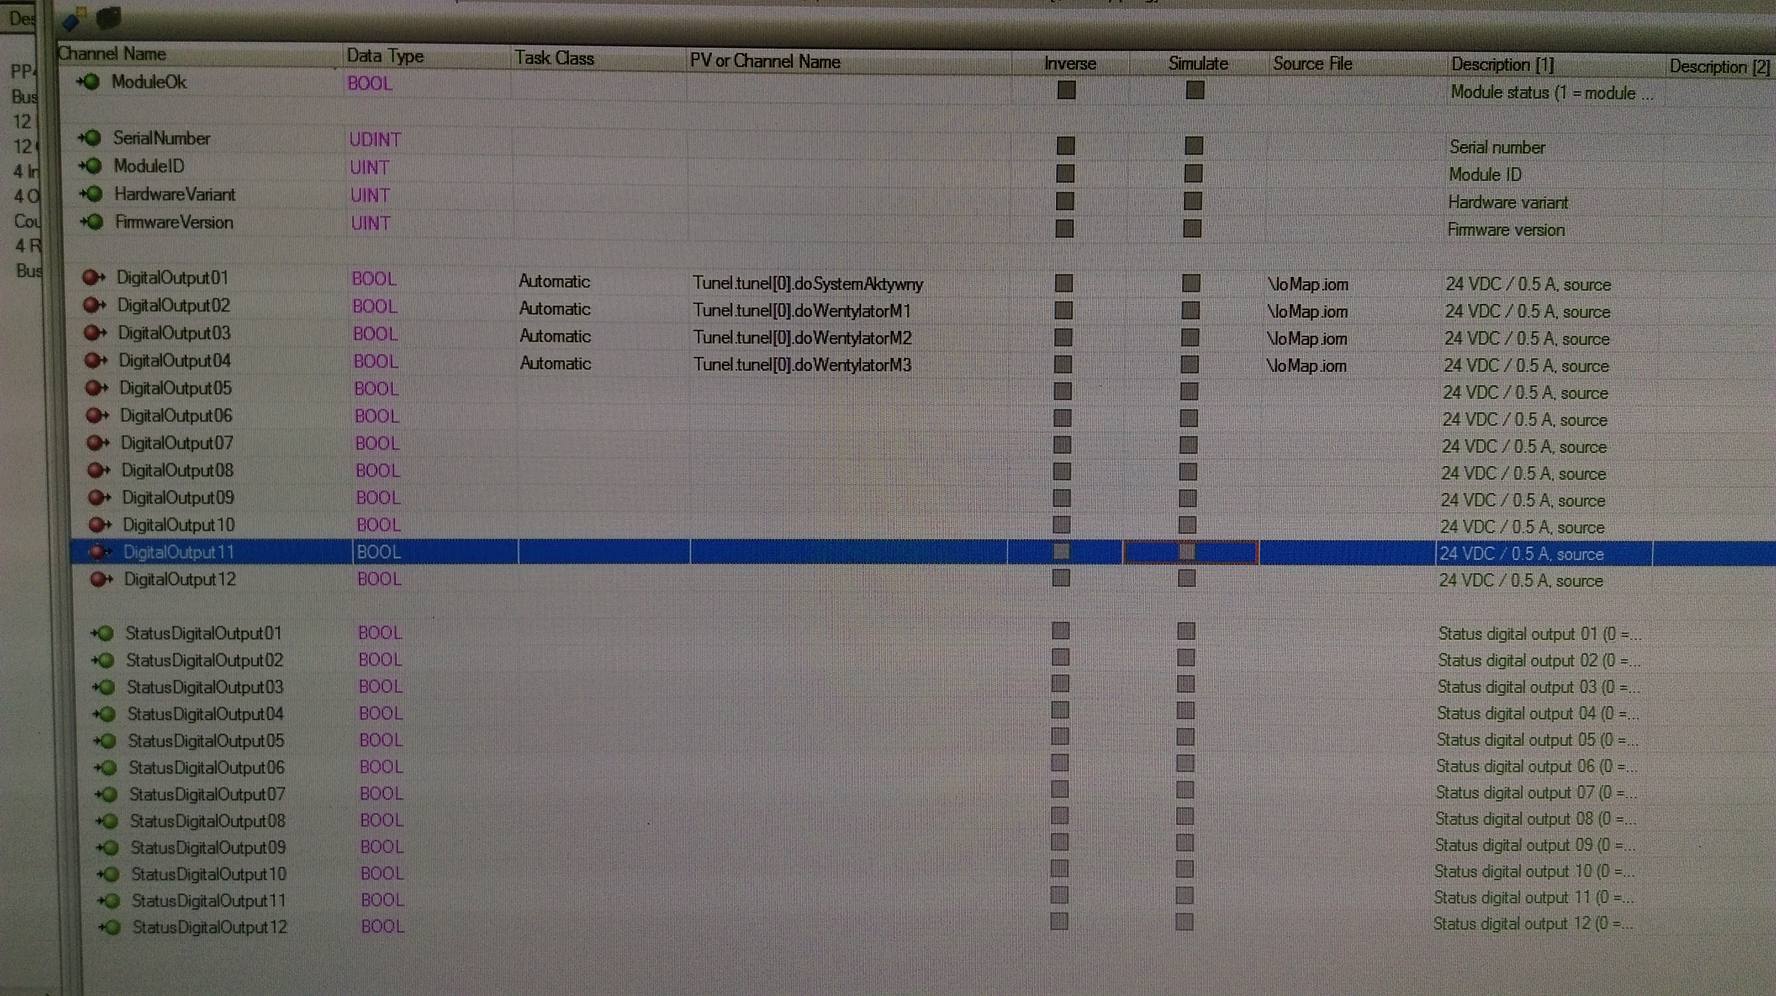 Des
Channel Name Data Type Task Class PV or Channel Name Inverse Simulate Source File Description [1] Description [2]
ModuleOk BOOL Module status (1 = module ...
SerialNumber UDINT Serial number
ModuleID UINT Module ID
HardwareVariant UINT Hardware variant
FirmwareVersion UINT Firmware version
DigitalOutput01 BOOL Automatic Tunel.tunel[0].doSystemAktywny \IoMap.iom 24 VDC / 0.5 A, source
DigitalOutput02 BOOL Automatic Tunel.tunel[0].doWentylatorM1 \IoMap.iom 24 VDC / 0.5 A, source
DigitalOutput03 BOOL Automatic Tunel.tunel[0].doWentylatorM2 \IoMap.iom 24 VDC / 0.5 A, source
DigitalOutput04 BOOL Automatic Tunel.tunel[0].doWentylatorM3 \IoMap.iom 24 VDC / 0.5 A, source
DigitalOutput05 BOOL 24 VDC / 0.5 A, source
DigitalOutput06 BOOL 24 VDC / 0.5 A, source
DigitalOutput07 BOOL 24 VDC / 0.5 A, source
DigitalOutput08 BOOL 24 VDC / 0.5 A, source
DigitalOutput09 BOOL 24 VDC / 0.5 A, source
DigitalOutput10 BOOL 24 VDC / 0.5 A, source
DigitalOutput11 BOOL 24 VDC / 0.5 A, source
DigitalOutput12 BOOL 24 VDC / 0.5 A, source
StatusDigitalOutput01 BOOL Status digital output 01 (0 =...
StatusDigitalOutput02 BOOL Status digital output 02 (0 =...
StatusDigitalOutput03 BOOL Status digital output 03 (0 =...
StatusDigitalOutput04 BOOL Status digital output 04 (0 =...
StatusDigitalOutput05 BOOL Status digital output 05 (0 =...
StatusDigitalOutput06 BOOL Status digital output 06 (0 =...
StatusDigitalOutput07 BOOL Status digital output 07 (0 =...
StatusDigitalOutput08 BOOL Status digital output 08 (0 =...
StatusDigitalOutput09 BOOL Status digital output 09 (0 =...
StatusDigitalOutput10 BOOL Status digital output 10 (0 =...
StatusDigitalOutput11 BOOL Status digital output 11 (0 =...
StatusDigitalOutput12 BOOL Status digital output 12 (0 =...
PP4
Bus
12
12
4 In
4 O
Cou
4 R
Bus